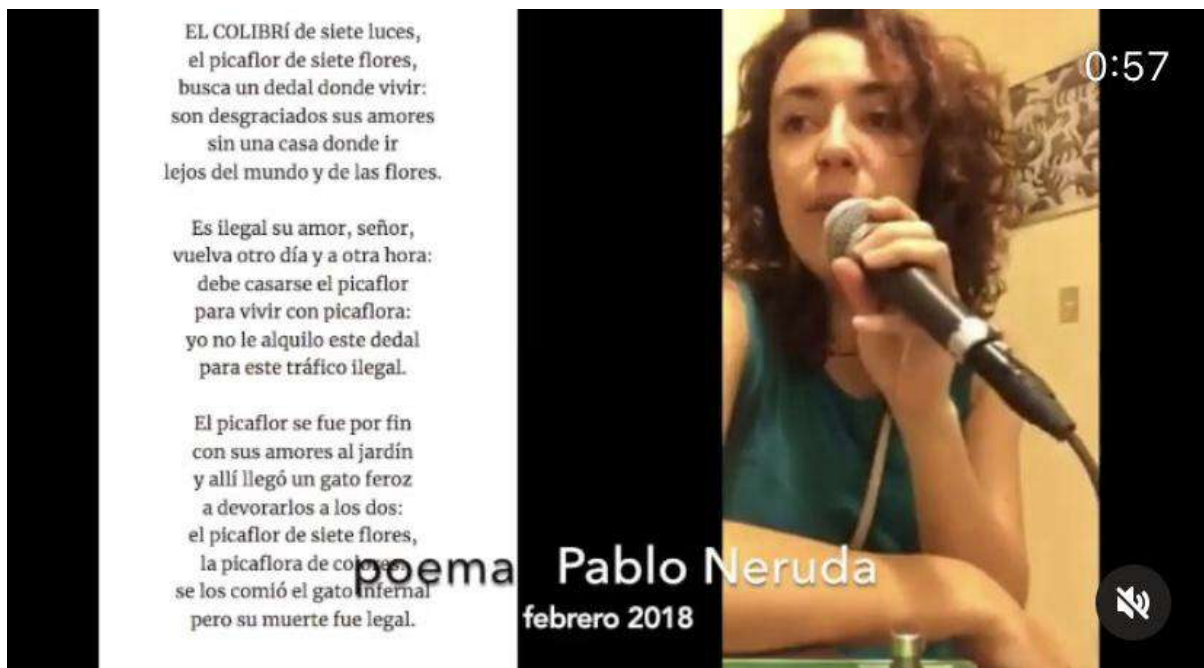 EL COLIBRí de siete luces,
el picaflor de siete flores,
busca un dedal donde vivir:
son desgraciados sus amores
sin una casa donde ir
lejos del mundo y de las flores.
Es ilegal su amor, señor,
vuelva otro día y a otra hora:
debe casarse el picaflor
para vivir con picaflora:
yo no le alquilo este dedal
para este tráfico ilegal.
El picaflor se fue por fin
con sus amores al jardín
y allí llegó un gato feroz
a devorarlos a los dos:
el picaflor de siete flores,
la picaflora de colores,
se los comió el gato infernal
pero su muerte fue legal.
poema Pablo Neruda
febrero 2018
0:57